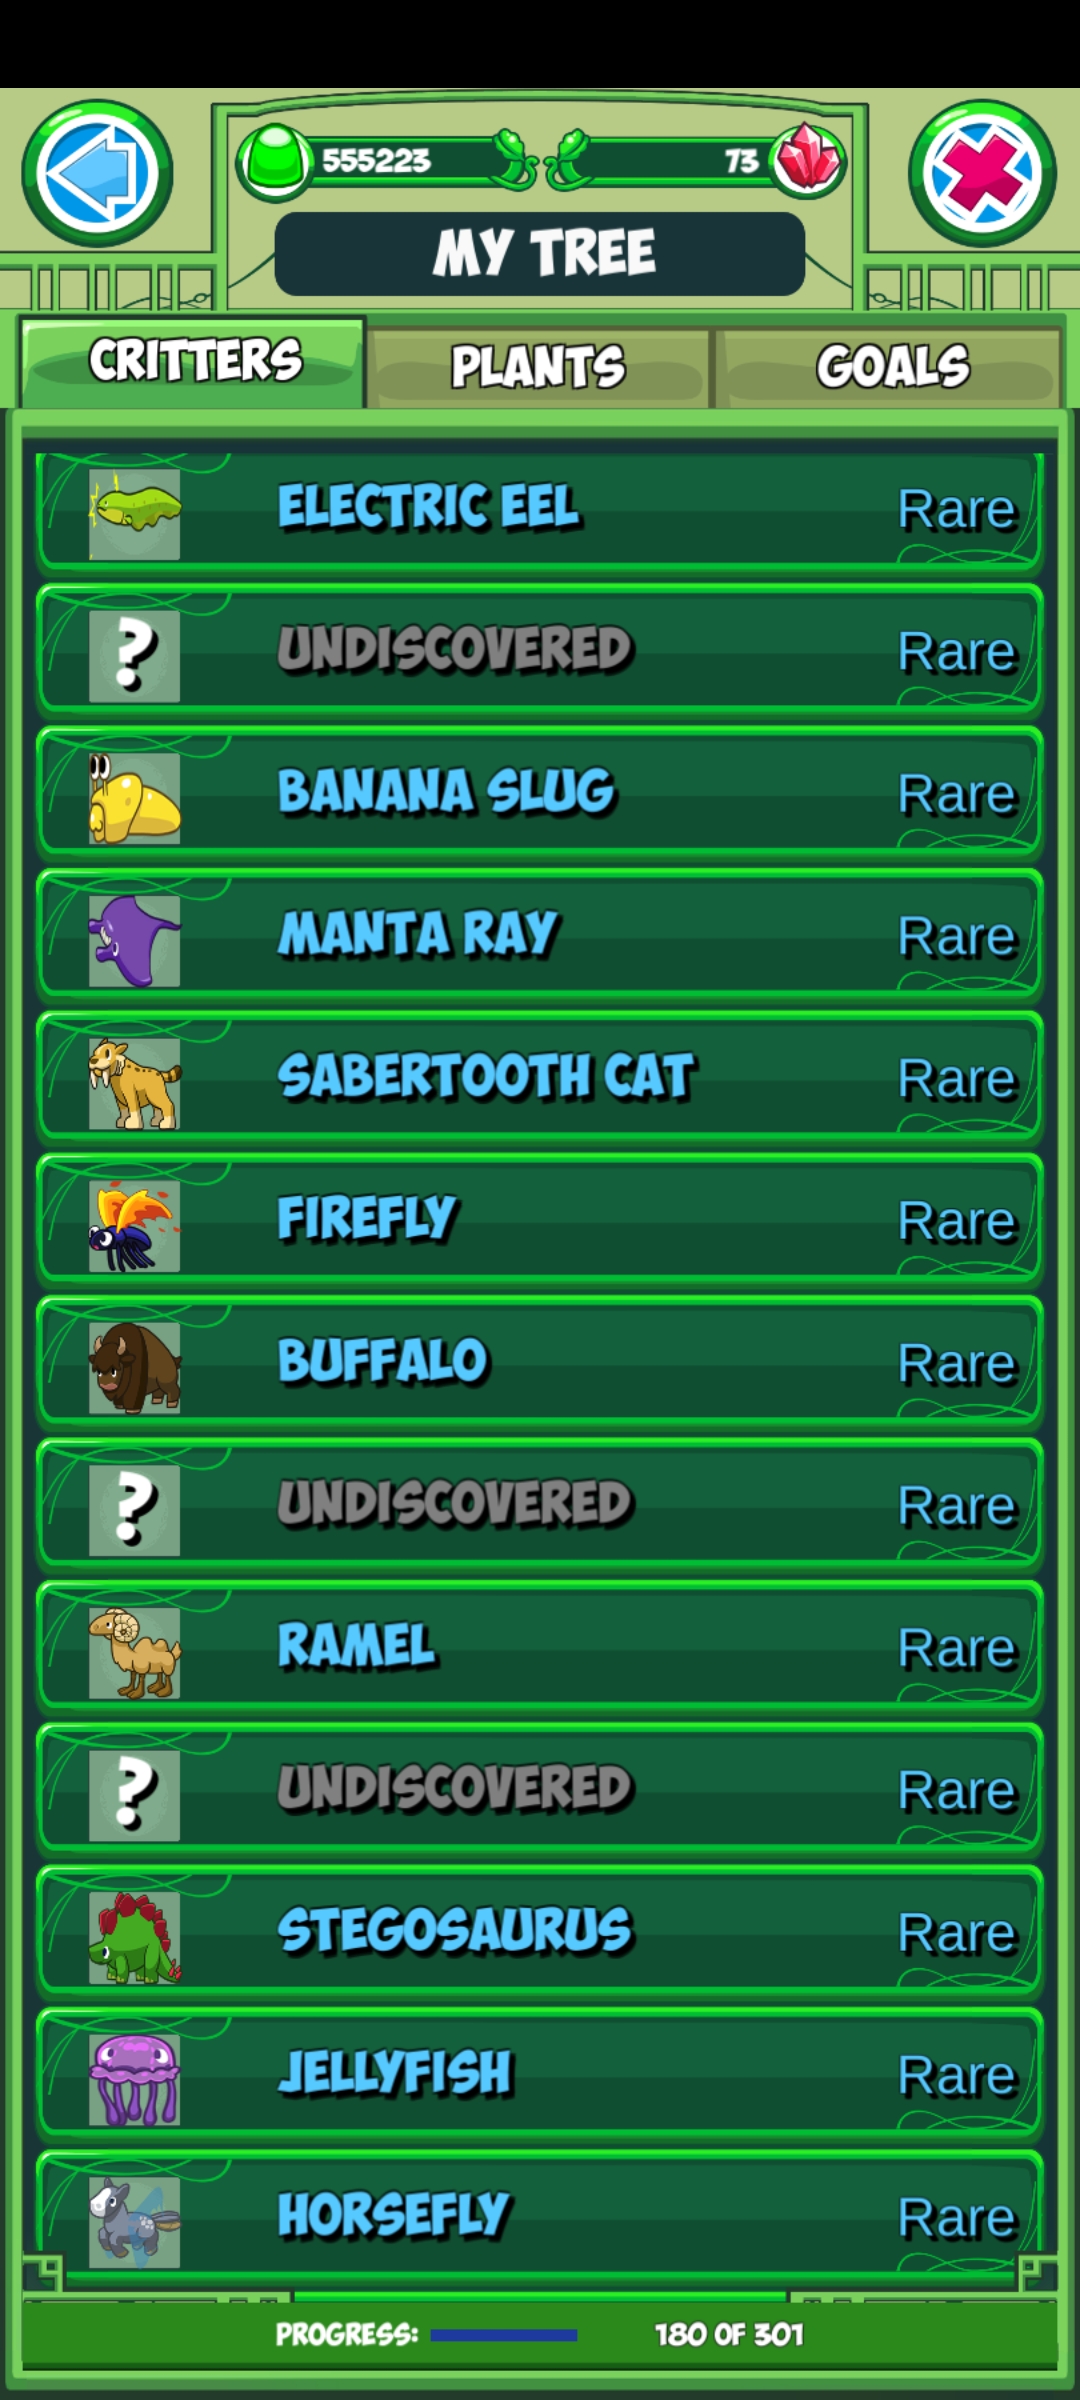 555223
73
MY TREE
CRITTERS
PLANTS
GOALS
ELECTRIC EEL
Rare
?
UNDISCOVERED
Rare
BANANA SLUG
Rare
MANTA RAY
Rare
SABERTOOTH CAT
Rare
FIREFLY
Rare
BUFFALO
Rare
?
UNDISCOVERED
Rare
RAMEL
Rare
?
UNDISCOVERED
Rare
STEGOSAURUS
Rare
JELLYFISH
Rare
HORSEFLY
Rare
PROGRESS:
180 OF 301